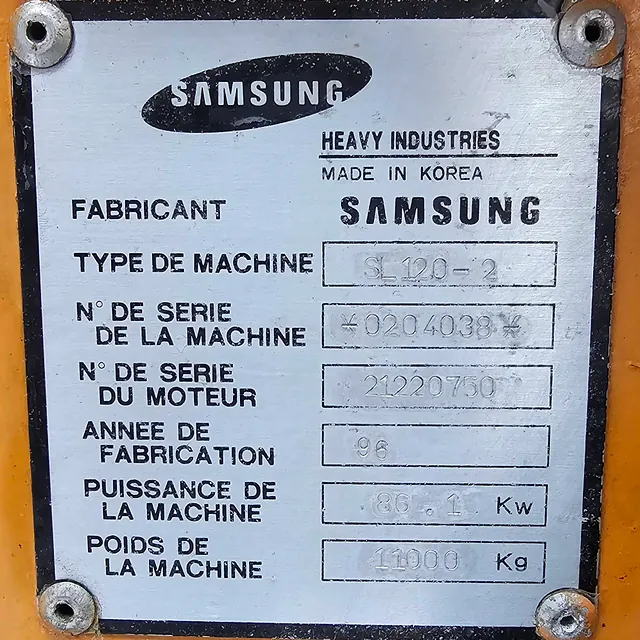 SAMSUNG
HEAVY INDUSTRIES
MADE IN KOREA
FABRICANT SAMSUNG
TYPE DE MACHINE SL120-2
N° DE SERIE
DE LA MACHINE *0204038*
N° DE SERIE
DU MOTEUR 21220750
ANNEE DE
FABRICATION 96
PUISSANCE DE
LA MACHINE 86.1 Kw
POIDS DE
LA MACHINE 11000 Kg